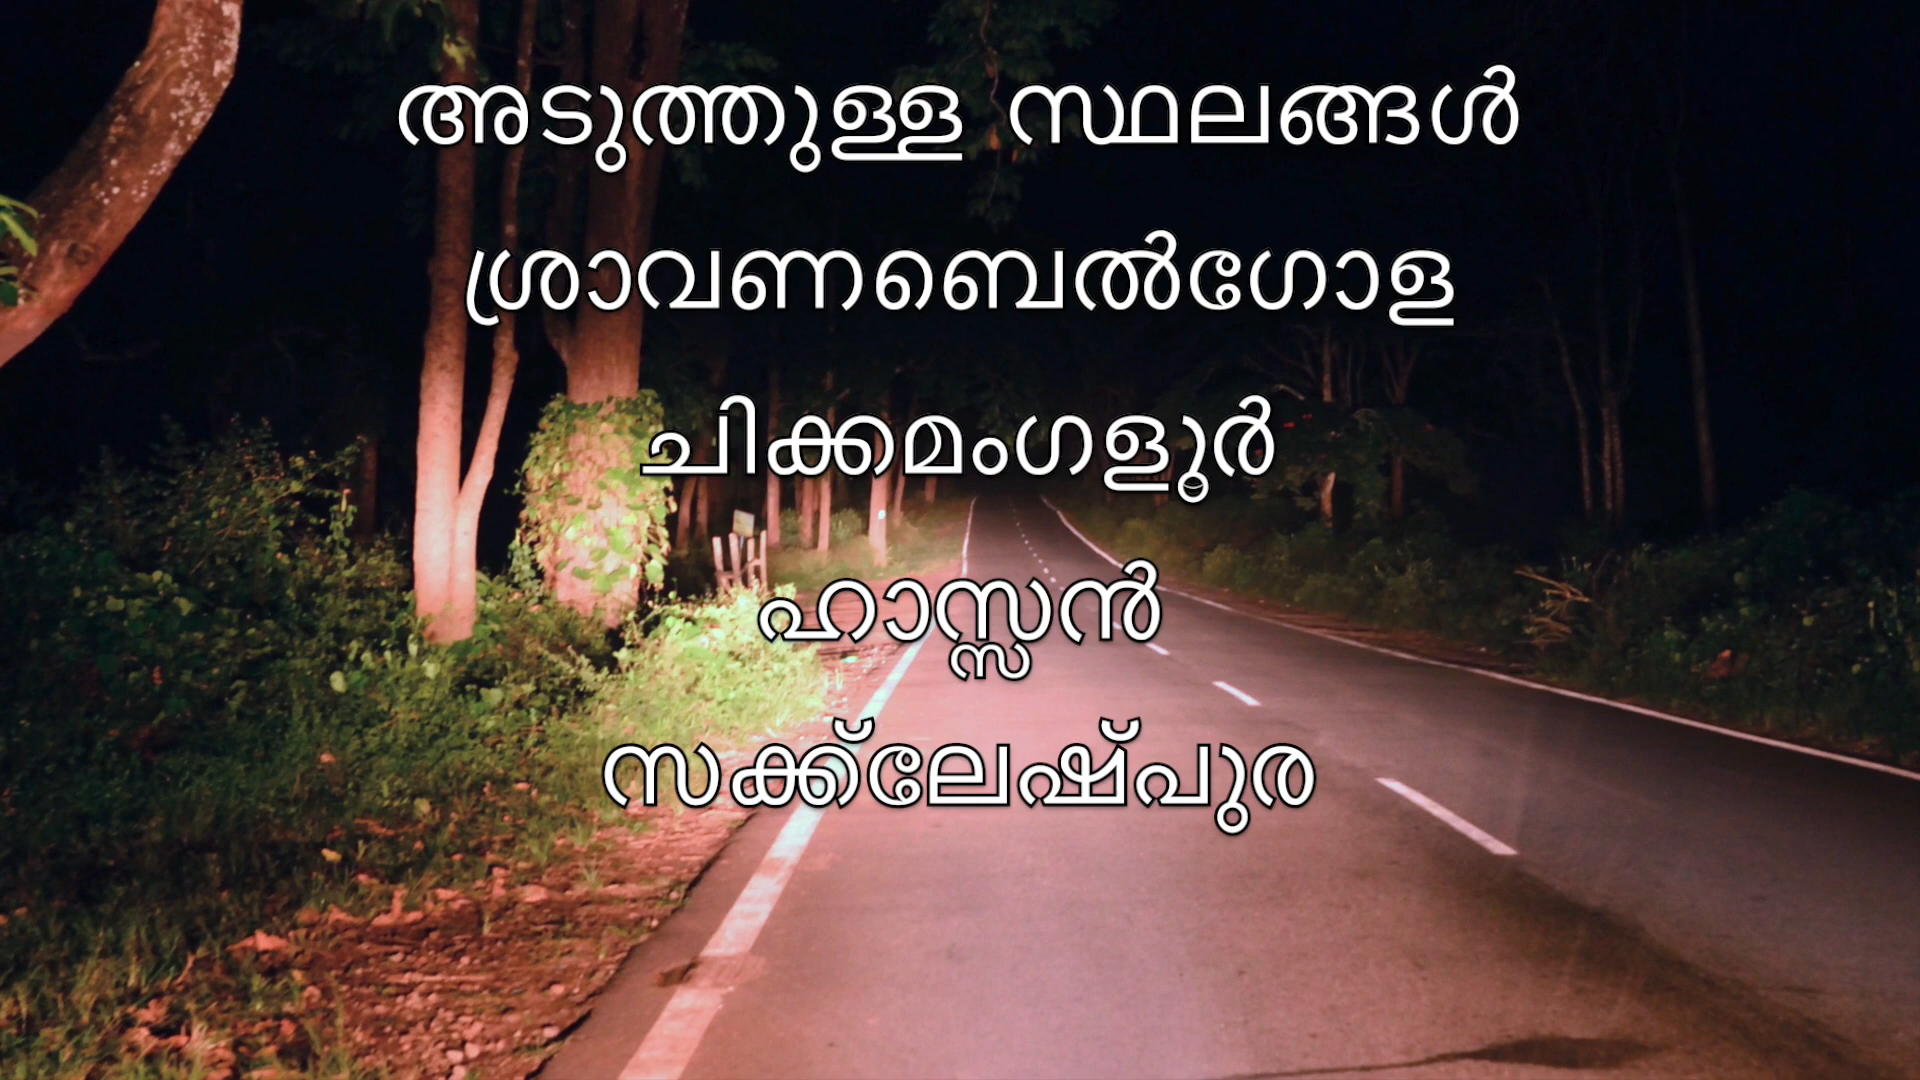 അടുത്തുള്ള സ്ഥലങ്ങൾ
ശ്രാവണബെൽഗോള
ചിക്കമംഗളൂർ
ഹാസ്സൻ
സക്ക്ലേഷ്പുര